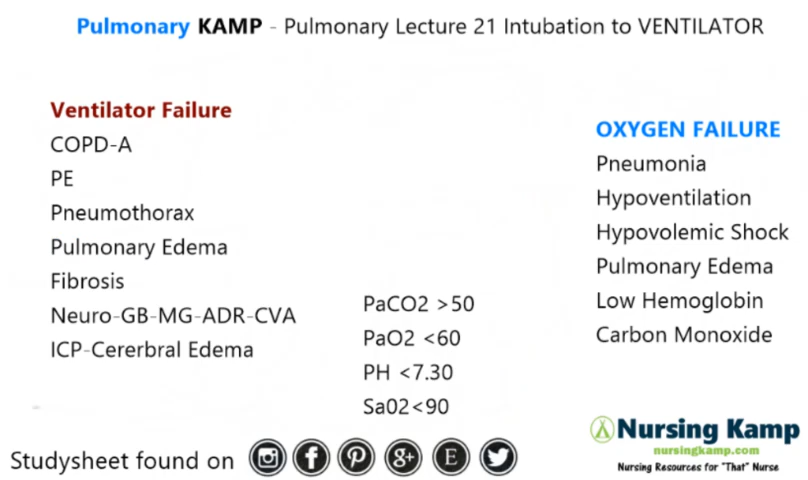 Pulmonary KAMP - Pulmonary Lecture 21 Intubation to VENTILATOR
Ventilator Failure
COPD-A
PE
Pneumothorax
Pulmonary Edema
Fibrosis
Neuro-GB-MG-ADR-CVA
ICP-Cererbral Edema
PaCO2 >50
PaO2 <60
PH <7.30
Sa02<90
OXYGEN FAILURE
Pneumonia
Hypoventilation
Hypovolemic Shock
Pulmonary Edema
Low Hemoglobin
Carbon Monoxide
Nursing Kamp
nursingkamp.com
Nursing Resources for "That" Nurse
Studysheet found on